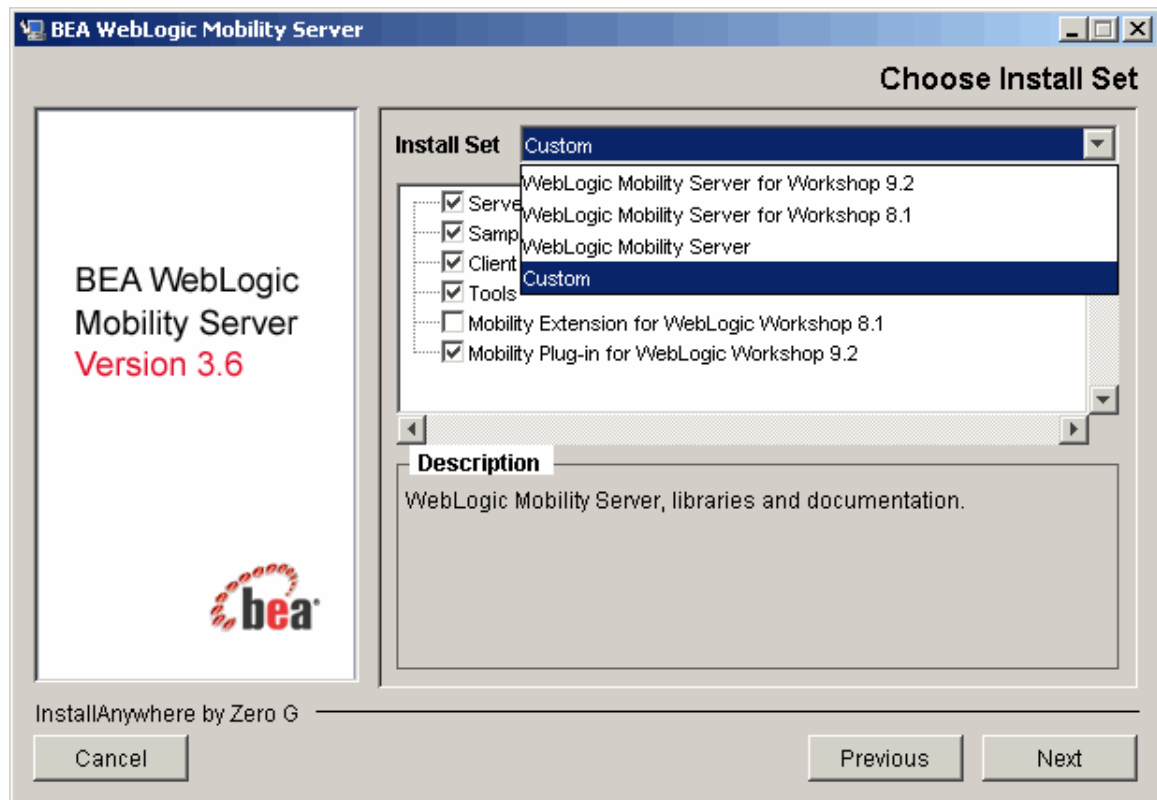 BEA WebLogic Mobility Server
Choose Install Set
BEA WebLogic
Mobility Server
Version 3.6
bea
Install Set Custom
WebLogic Mobility Server for Workshop 9.2
WebLogic Mobility Server for Workshop 8.1
WebLogic Mobility Server
Custom
Client
Tools
Mobility Extension for WebLogic Workshop 8.1
Mobility Plug-in for WebLogic Workshop 9.2
Description
WebLogic Mobility Server, libraries and documentation.
InstallAnywhere by Zero G
Cancel
Previous
Next